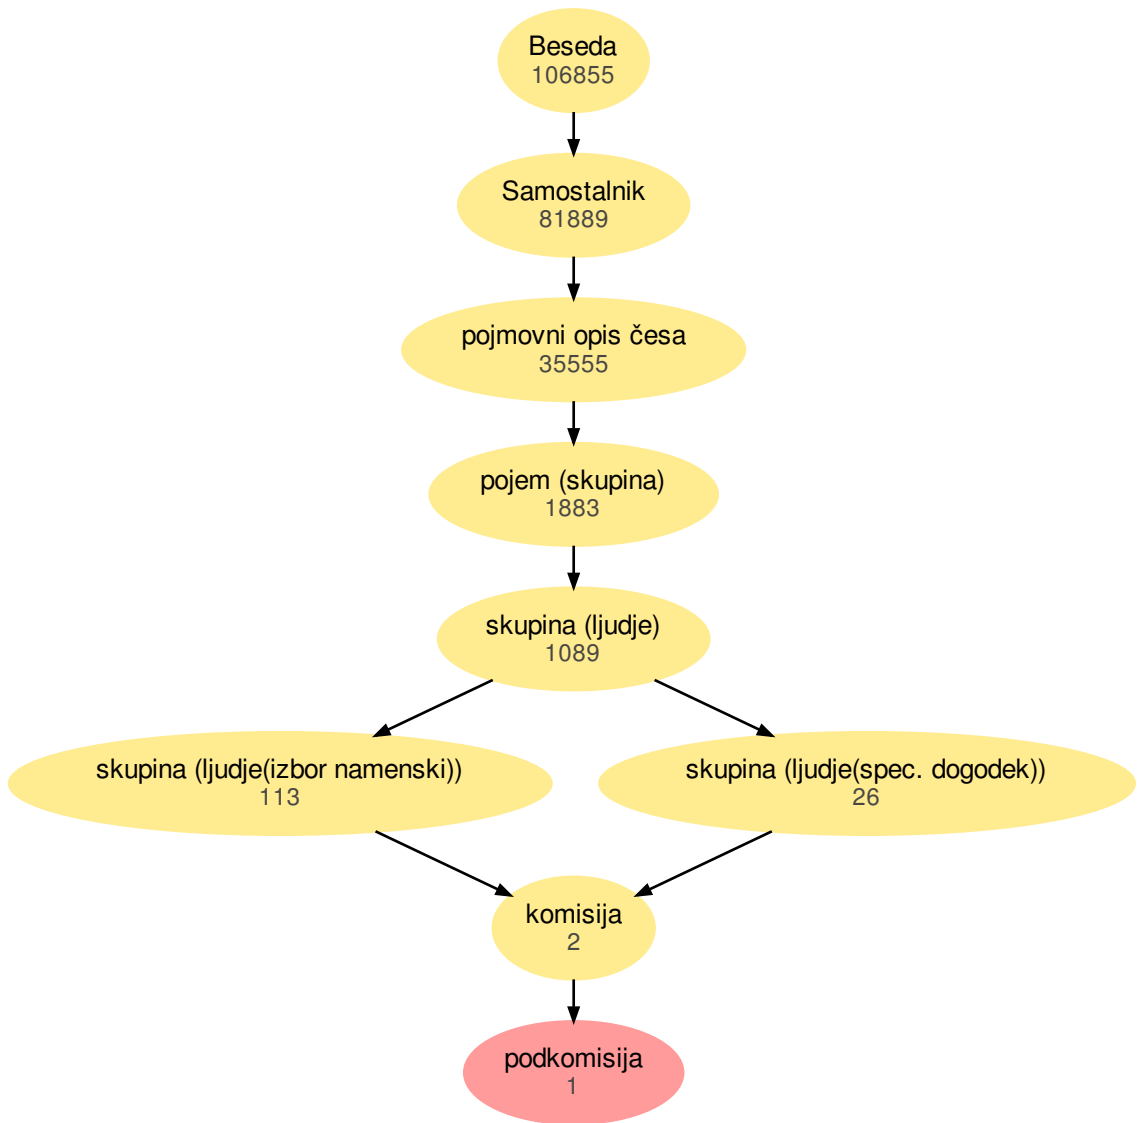 Beseda
106855
Samostalnik
81889
pojmovni opis česa
35555
pojem (skupina)
1883
skupina (ljudje)
1089
skupina (ljudje(izbor namenski))
113
skupina (ljudje(spec. dogodek))
26
komisija
2
podkomisija
1